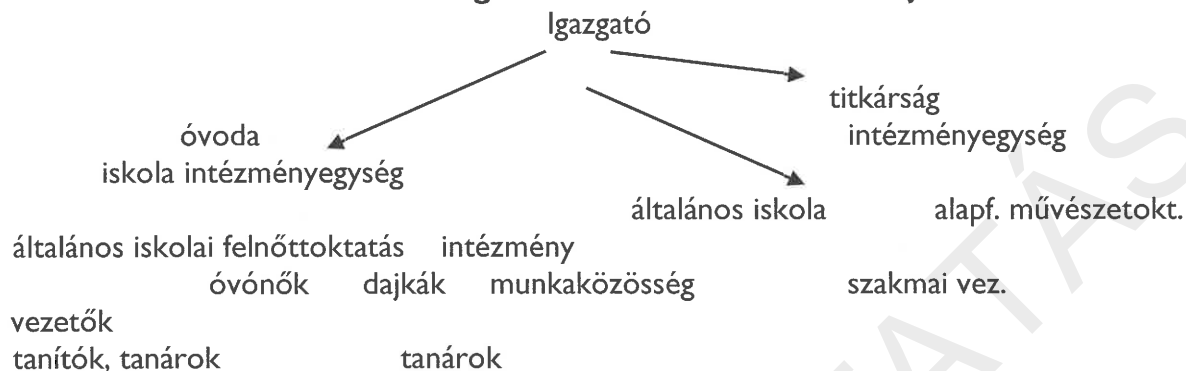 Igazgató
titkárság
óvoda intézményegység
iskola intézményegység
általános iskola alapf. művészetokt.
általános iskolai felnőttoktatás intézmény
óvónők dajkák munkaközösség szakmai vez.
vezetők
tanítók, tanárok tanárok